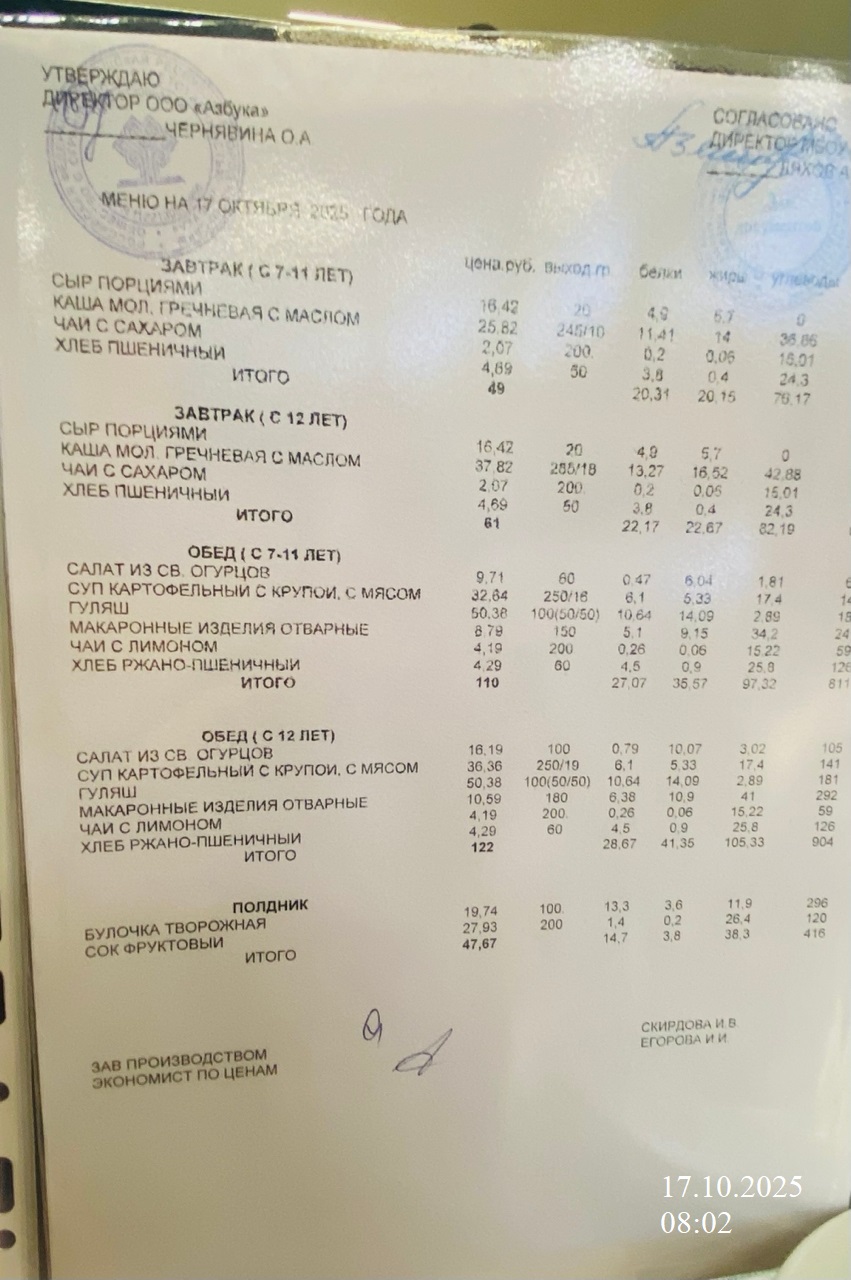 УТВЕРЖДАЮ
ДИРЕКТОР ООО «Азбука»
ЧЕРНЯВИНА О.А
СОГЛАСОВАНО
ДИРЕКТОР МБОУ
МЕНЮ НА 17 ОКТЯБРЯ 2025 ГОДА
ЗАВТРАК ( С 7-11 ЛЕТ) цена.руб. выход гр белки жиры углеводы
СЫР ПОРЦИЯМИ 16,42 20 4,9 5,7 0
КАША МОЛ. ГРЕЧНЕВАЯ С МАСЛОМ 25,82 245/10 11,41 14 36,86
ЧАЙ С САХАРОМ 2,07 200. 0,2 0,05 15,01
ХЛЕБ ПШЕНИЧНЫЙ 4,69 50 3,8 0,4 24,3
ИТОГО 49 20,31 20,15 76,17
ЗАВТРАК ( С 12 ЛЕТ)
СЫР ПОРЦИЯМИ 16,42 20 4,9 5,7 0
КАША МОЛ. ГРЕЧНЕВАЯ С МАСЛОМ 37,82 285/18 13,27 16,52 42,88
ЧАЙ С САХАРОМ 2,07 200. 0,2 0,05 15,01
ХЛЕБ ПШЕНИЧНЫЙ 4,69 50 3,8 0,4 24,3
ИТОГО 61 22,17 22,67 82,19
ОБЕД ( С 7-11 ЛЕТ)
САЛАТ ИЗ СВ. ОГУРЦОВ 9,71 60 0,47 6,04 1,81
СУП КАРТОФЕЛЬНЫЙ С КРУПОЙ, С МЯСОМ 32,64 250/16 6,1 5,33 17,4
ГУЛЯШ 50,38 100(50/50) 10,64 14,09 2,89
МАКАРОННЫЕ ИЗДЕЛИЯ ОТВАРНЫЕ 8,79 150 5,1 9,15 34,2
ЧАЙ С ЛИМОНОМ 4,19 200 0,26 0,06 15,22 59
ХЛЕБ РЖАНО-ПШЕНИЧНЫЙ 4,29 60 4,5 0,9 25,8 126
ИТОГО 110 27,07 35,57 97,32 811
ОБЕД ( С 12 ЛЕТ)
САЛАТ ИЗ СВ ОГУРЦОВ 16,19 100 0,79 10,07 3,02 105
СУП КАРТОФЕЛЬНЫЙ С КРУПОЙ, С МЯСОМ 36,36 250/19 6,1 5,33 17,4 141
ГУЛЯШ 50,38 100(50/50) 10,64 14,09 2,89 181
МАКАРОННЫЕ ИЗДЕЛИЯ ОТВАРНЫЕ 10,59 180 6,38 10,9 41 292
ЧАЙ С ЛИМОНОМ 4,19 200. 0,26 0,06 15,22 59
ХЛЕБ РЖАНО-ПШЕНИЧНЫЙ 4,29 60 4,5 0,9 25,8 126
ИТОГО 122 28,67 41,35 105,33 904
ПОЛДНИК
БУЛОЧКА ТВОРОЖНАЯ 19,74 100. 13,3 3,6 11,9 296
СОК ФРУКТОВЫЙ 27,93 200 1,4 0,2 26,4 120
ИТОГО 47,67 14,7 3,8 38,3 416
ЗАВ ПРОИЗВОДСТВОМ СКИРДОВА И.В.
ЭКОНОМИСТ ПО ЦЕНАМ ЕГОРОВА И.И.
17.10.2025
08:02